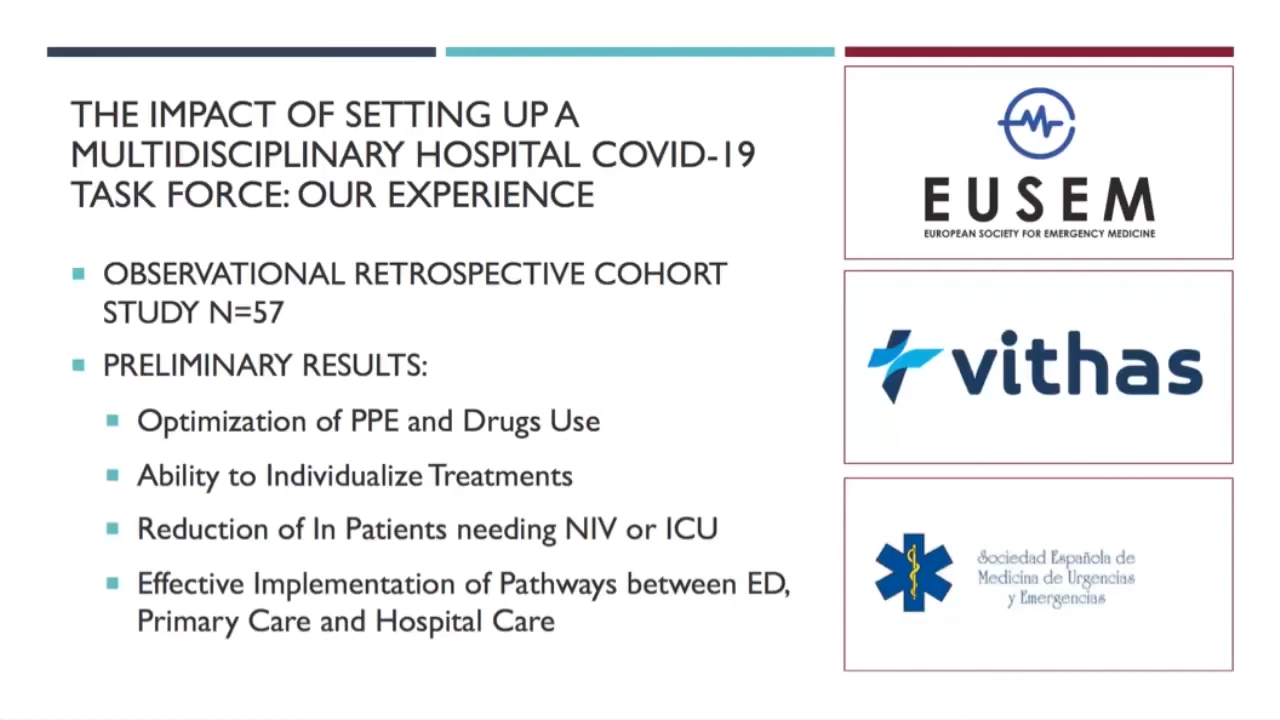 THE IMPACT OF SETTING UP A
MULTIDISCIPLINARY HOSPITAL COVID-19
TASK FORCE: OUR EXPERIENCE
OBSERVATIONAL RETROSPECTIVE COHORT
STUDY N=57
PRELIMINARY RESULTS:
Optimization of PPE and Drugs Use
Ability to Individualize Treatments
Reduction of In Patients needing NIV or ICU
Effective Implementation of Pathways between ED,
Primary Care and Hospital Care
EUSEM
EUROPEAN SOCIETY FOR EMERGENCY MEDICINE
vithas
Sociedad Española de
Medicina de Urgencias
y Emergencias